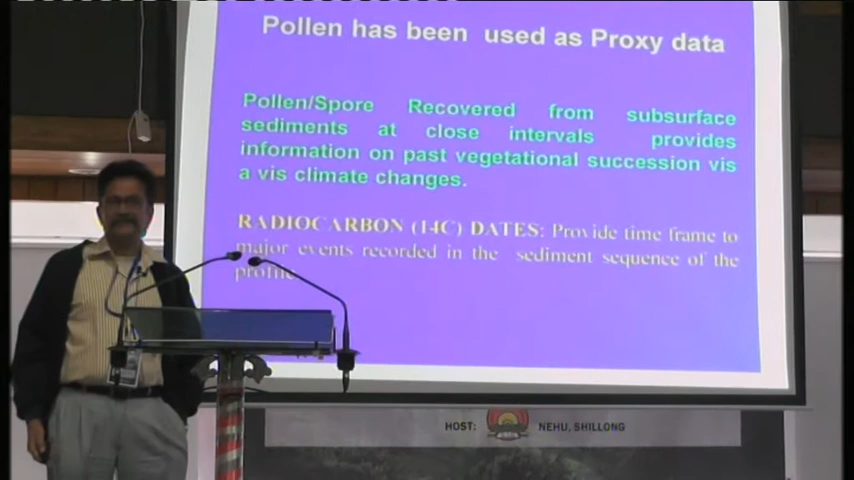 Pollen has been used as Proxy data
Pollen/Spore Recovered from subsurface
sediments at close intervals provides
information on past vegetational succession vis
a vis climate changes.
RADIOCARBON (14C) DATES: Provide time frame to
major events recorded in the sediment sequence of the
profile.
HOST: NEHU, SHILLONG